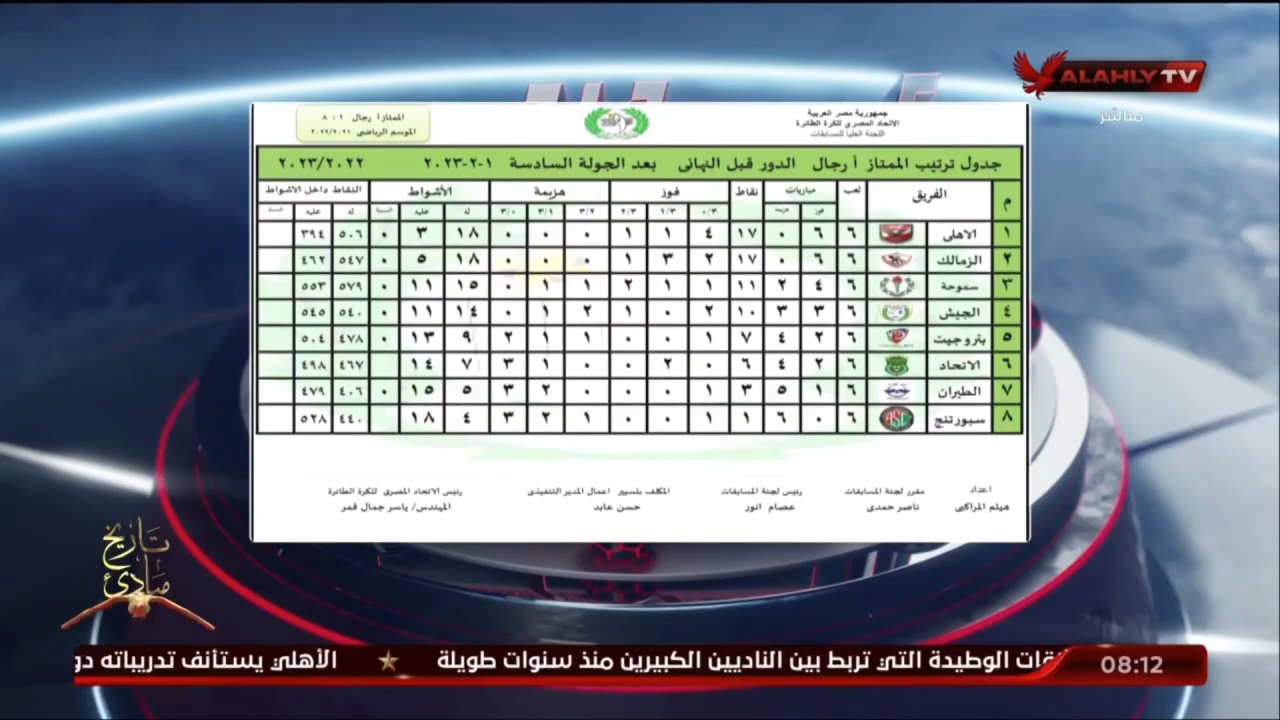 ALAHLY TV
مباشر
جمهورية مصر العربية
الاتحاد المصري للكرة الطائرة
اللجنة العليا للمسابقات
الممتاز أ رجال ١ : ٨
الموسم الرياضى ٢٠٢٢/٢٠٢١
جدول ترتيب الممتاز أ رجال الدور قبل النهائى بعد الجولة السادسة ١-٢-٢٠٢٣ ٢٠٢٣/٢٠٢٢
م الفريق لعب مباريات نقاط فوز هزيمة الأشواط النقاط داخل الاشواط
فوز هزيمة ٣/٠ ٣/١ ٣/٢ ٣/٢ ٣/١ ٣/٠ له عليه النسبة له عليه النسبة
١ الاهلى ٦ ٦ ٠ ١٧ ٤ ١ ١ ٠ ٠ ٠ ١٨ ٣ ٠ ٥٠٦ ٣٩٤
٢ الزمالك ٦ ٦ ٠ ١٧ ٢ ٣ ١ ٠ ٠ ٠ ١٨ ٥ ٠ ٥٤٧ ٤٦٢
٣ سموحة ٦ ٤ ٢ ١١ ١ ١ ٢ ١ ١ ٠ ١٥ ١١ ٠ ٥٧٩ ٥٥٣
٤ الجيش ٦ ٣ ٣ ١٠ ٢ ٠ ١ ٢ ١ ٠ ١٤ ١١ ٠ ٥٤٠ ٥٤٥
٥ بتروجيت ٦ ٢ ٤ ٧ ١ ٠ ٠ ١ ١ ٢ ٩ ١٣ ٠ ٤٧٨ ٥٠٤
٦ الاتحاد ٦ ٢ ٤ ٦ ٠ ٢ ٠ ٠ ١ ٣ ٧ ١٤ ٤٦٧ ٤٩٨
٧ الطيران ٦ ١ ٥ ٣ ١ ٠ ٠ ٠ ٢ ٣ ٥ ١٥ ٠ ٤٠٦ ٤٧٩
٨ سبورتنج ٦ ٠ ٦ ١ ١ ٠ ٠ ١ ٢ ٣ ٤ ١٨ ٤٤٠ ٥٢٨
اعداد مقرر لجنة المسابقات رئيس لجنة المسابقات المكلف بتسيير اعمال المدير التنفيذى رئيس الاتحاد المصرى للكرة الطائرة
هيثم المراكبي ناصر حمدى عصام انور حسن عابد المهندس/ ياسر جمال قمر
تاريخ
مبادئ
08:12 الوطيدة التي تربط بين الناديين الكبيرين منذ سنوات طويلة الأهلي يستأنف تدريباته